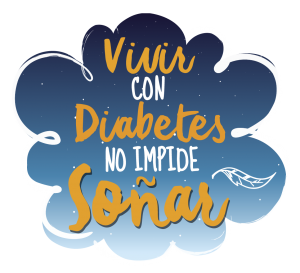 Vivir
CON
Diabetes
NO IMPIDE
Soñar